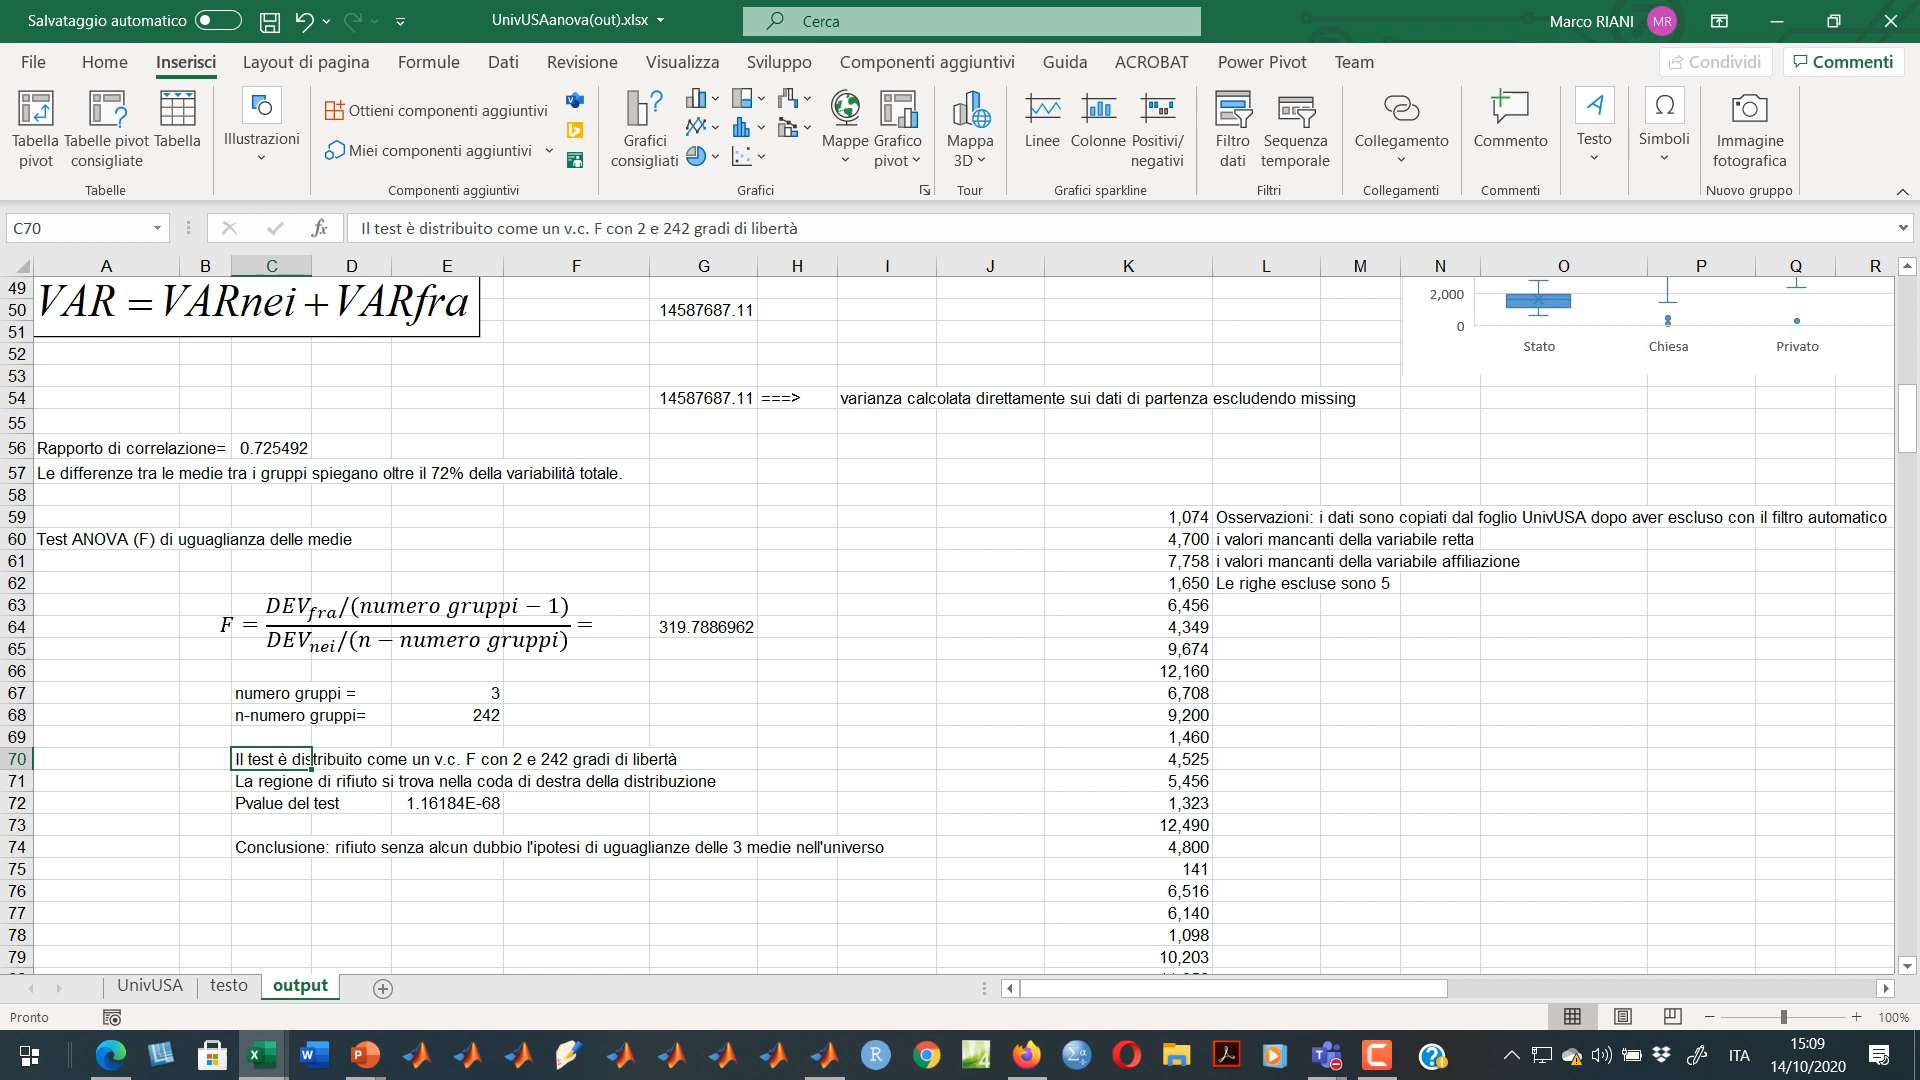 Salvataggio automatico
UnivUSAanova(out).xlsx
Cerca
Marco RIANI
MR
File Home Inserisci Layout di pagina Formule Dati Revisione Visualizza Sviluppo Componenti aggiuntivi Guida ACROBAT Power Pivot Team
Condividi
Commenti
Tabella pivot
Tabelle pivot consigliate
Tabella
Tabelle
Illustrazioni
Ottieni componenti aggiuntivi
Miei componenti aggiuntivi
Componenti aggiuntivi
Grafici consigliati
Mappe
Grafico pivot
Grafici
Mappa 3D
Tour
Linee
Colonne
Positivi/ negativi
Grafici sparkline
Filtro dati
Sequenza temporale
Filtri
Collegamento
Collegamenti
Commento
Commenti
Testo
Simboli
Immagine fotografica
Nuovo gruppo
C70
fx
Il test è distribuito come un v.c. F con 2 e 242 gradi di libertà
A B C D E F G H I J K L M N O P Q R
49 VAR = VARnei + VARfra
2,000
50 14587687.11
0
51
Stato Chiesa Privato
52
53
54 14587687.11 ===> varianza calcolata direttamente sui dati di partenza escludendo missing
55
56 Rapporto di correlazione= 0.725492
57 Le differenze tra le medie tra i gruppi spiegano oltre il 72% della variabilità totale.
58
59 1,074 Osservazioni: i dati sono copiati dal foglio UnivUSA dopo aver escluso con il filtro automatico
60 Test ANOVA (F) di uguaglianza delle medie 4,700 i valori mancanti della variabile retta
61 7,758 i valori mancanti della variabile affiliazione
62 1,650 Le righe escluse sono 5
63 DEVfra/(numero gruppi − 1) 6,456
64 F = = 319.7886962 4,349
65 DEVnei/(n − numero gruppi) 9,674
66 12,160
67 numero gruppi = 3 6,708
68 n-numero gruppi= 242 9,200
69 1,460
70 Il test è distribuito come un v.c. F con 2 e 242 gradi di libertà 4,525
71 La regione di rifiuto si trova nella coda di destra della distribuzione 5,456
72 Pvalue del test 1.16184E-68 1,323
73 12,490
74 Conclusione: rifiuto senza alcun dubbio l'ipotesi di uguaglianze delle 3 medie nell'universo 4,800
75 141
76 6,516
77 6,140
78 1,098
79 10,203
UnivUSA testo output
Pronto
100%
ITA
15:09
14/10/2020